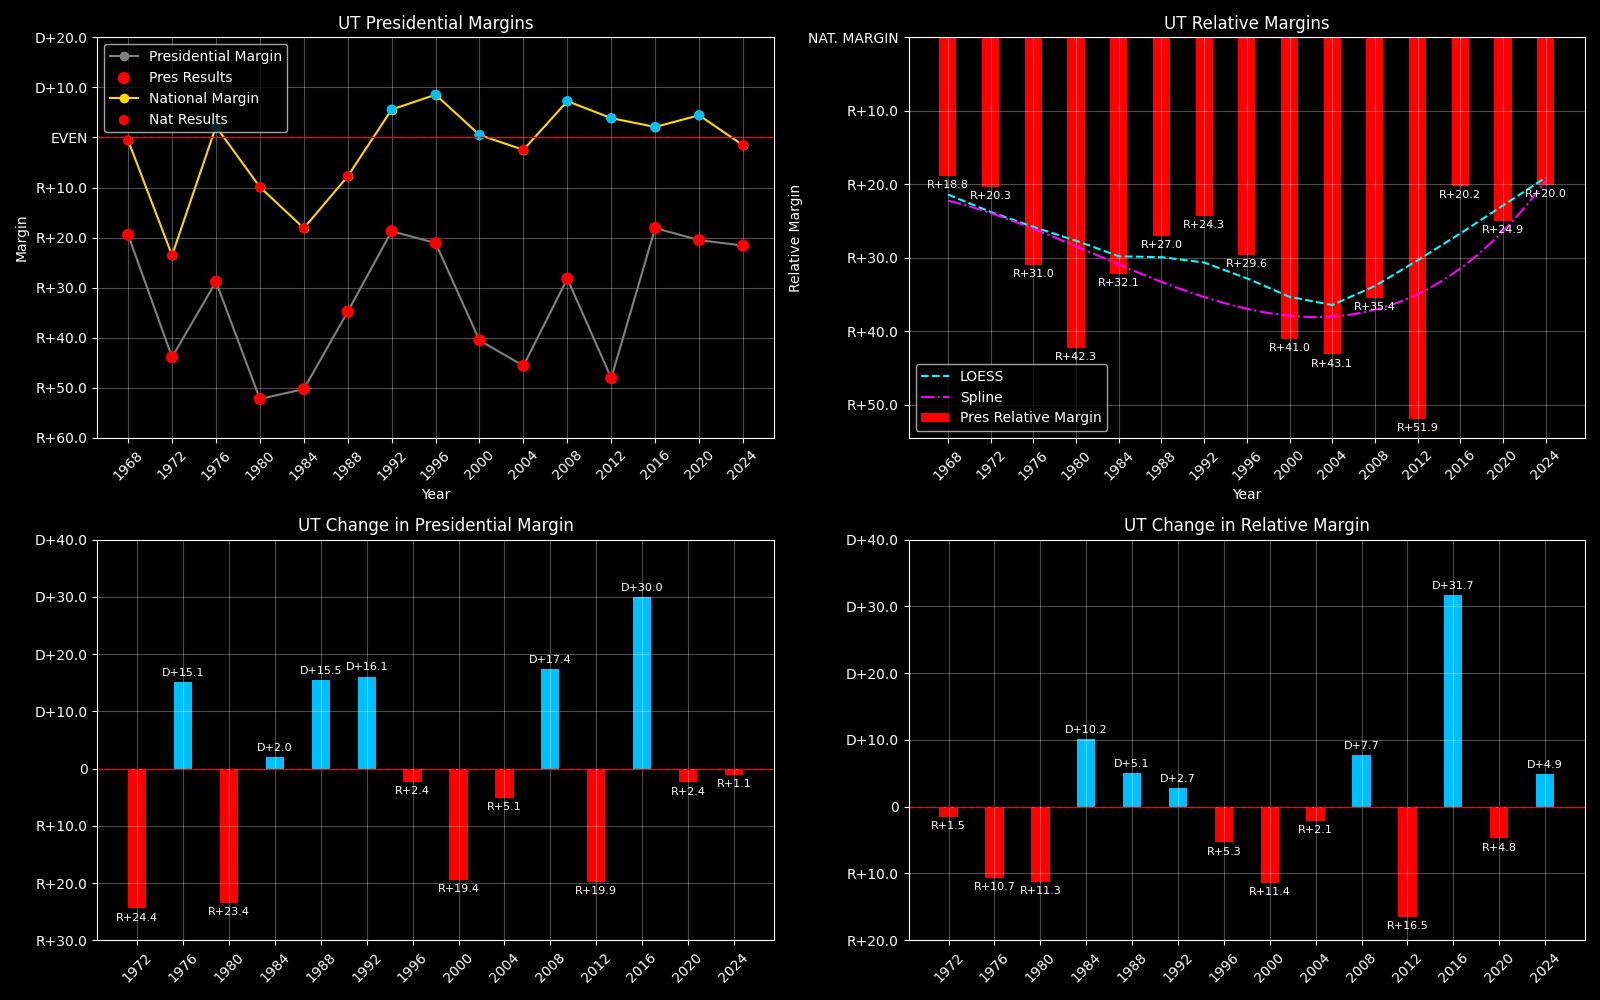 UT Presidential Margins
D+20.0
D+10.0
EVEN
R+10.0
R+20.0
R+30.0
R+40.0
R+50.0
R+60.0
Margin
Presidential Margin
Pres Results
National Margin
Nat Results
1968 1972 1976 1980 1984 1988 1992 1996 2000 2004 2008 2012 2016 2020 2024
Year
UT Relative Margins
NAT. MARGIN
R+10.0
R+20.0
R+30.0
R+40.0
R+50.0
Relative Margin
R+18.8 R+20.3 R+31.0 R+42.3 R+32.1 R+27.0 R+24.3 R+29.6 R+41.0 R+43.1 R+35.4 R+51.9 R+20.2 R+24.9 R+20.0
LOESS
Spline
Pres Relative Margin
1968 1972 1976 1980 1984 1988 1992 1996 2000 2004 2008 2012 2016 2020 2024
Year
UT Change in Presidential Margin
D+40.0
D+30.0
D+20.0
D+10.0
0
R+10.0
R+20.0
R+30.0
R+24.4 D+15.1 R+23.4 D+2.0 D+15.5 D+16.1 R+2.4 R+19.4 R+5.1 D+17.4 R+19.9 D+30.0 R+2.4 R+1.1
1972 1976 1980 1984 1988 1992 1996 2000 2004 2008 2012 2016 2020 2024
UT Change in Relative Margin
D+40.0
D+30.0
D+20.0
D+10.0
0
R+10.0
R+20.0
R+1.5 R+10.7 R+11.3 D+10.2 D+5.1 D+2.7 R+5.3 R+11.4 R+2.1 D+7.7 R+16.5 D+31.7 R+4.8 D+4.9
1972 1976 1980 1984 1988 1992 1996 2000 2004 2008 2012 2016 2020 2024